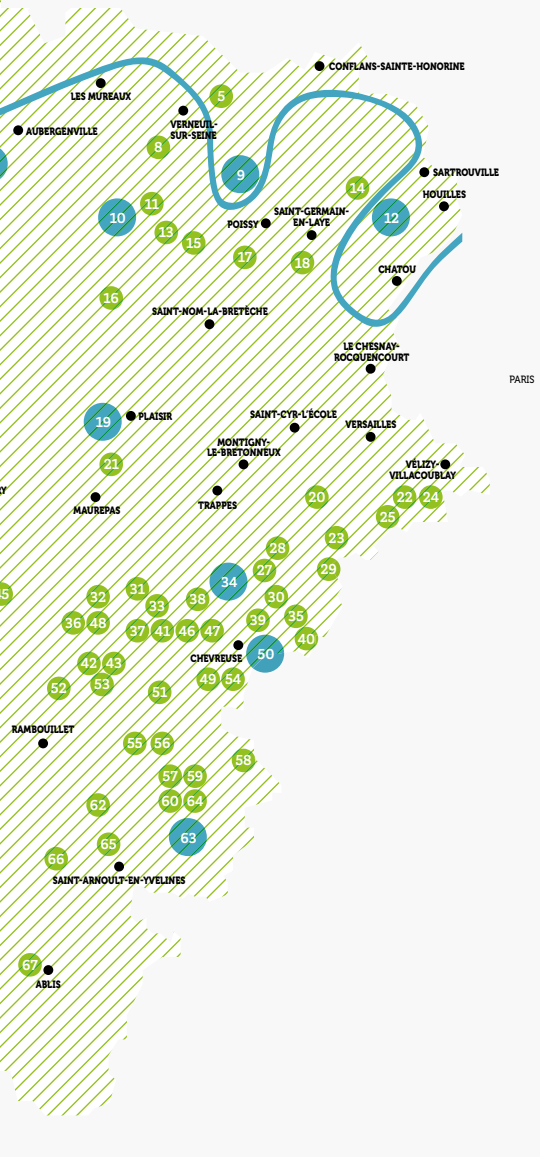 CONFLANS-SAINTE-HONORINE
LES MUREAUX
5
VERNEUIL-
SUR-SEINE
AUBERGENVILLE
8
9
SARTROUVILLE
14
HOUILLES
11
10
12
SAINT-GERMAIN-
EN-LAYE
POISSY
13
15
17
18
CHATOU
16
SAINT-NOM-LA-BRETÈCHE
LE CHESNAY-
ROCQUENCOURT
PARIS
19
PLAISIR
SAINT-CYR-L'ÉCOLE
VERSAILLES
MONTIGNY-
LE-BRETONNEUX
21
VÉLIZY-
VILLACOUBLAY
RY
MAUREPAS
TRAPPES
20
22
24
25
23
28
27
29
34
31
32
33
38
30
36
48
37
41
46
47
39
35
40
CHEVREUSE
50
42
43
49
54
52
53
51
RAMBOUILLET
55
56
58
57
59
62
60
64
63
65
66
SAINT-ARNOULT-EN-YVELINES
67
ABLIS